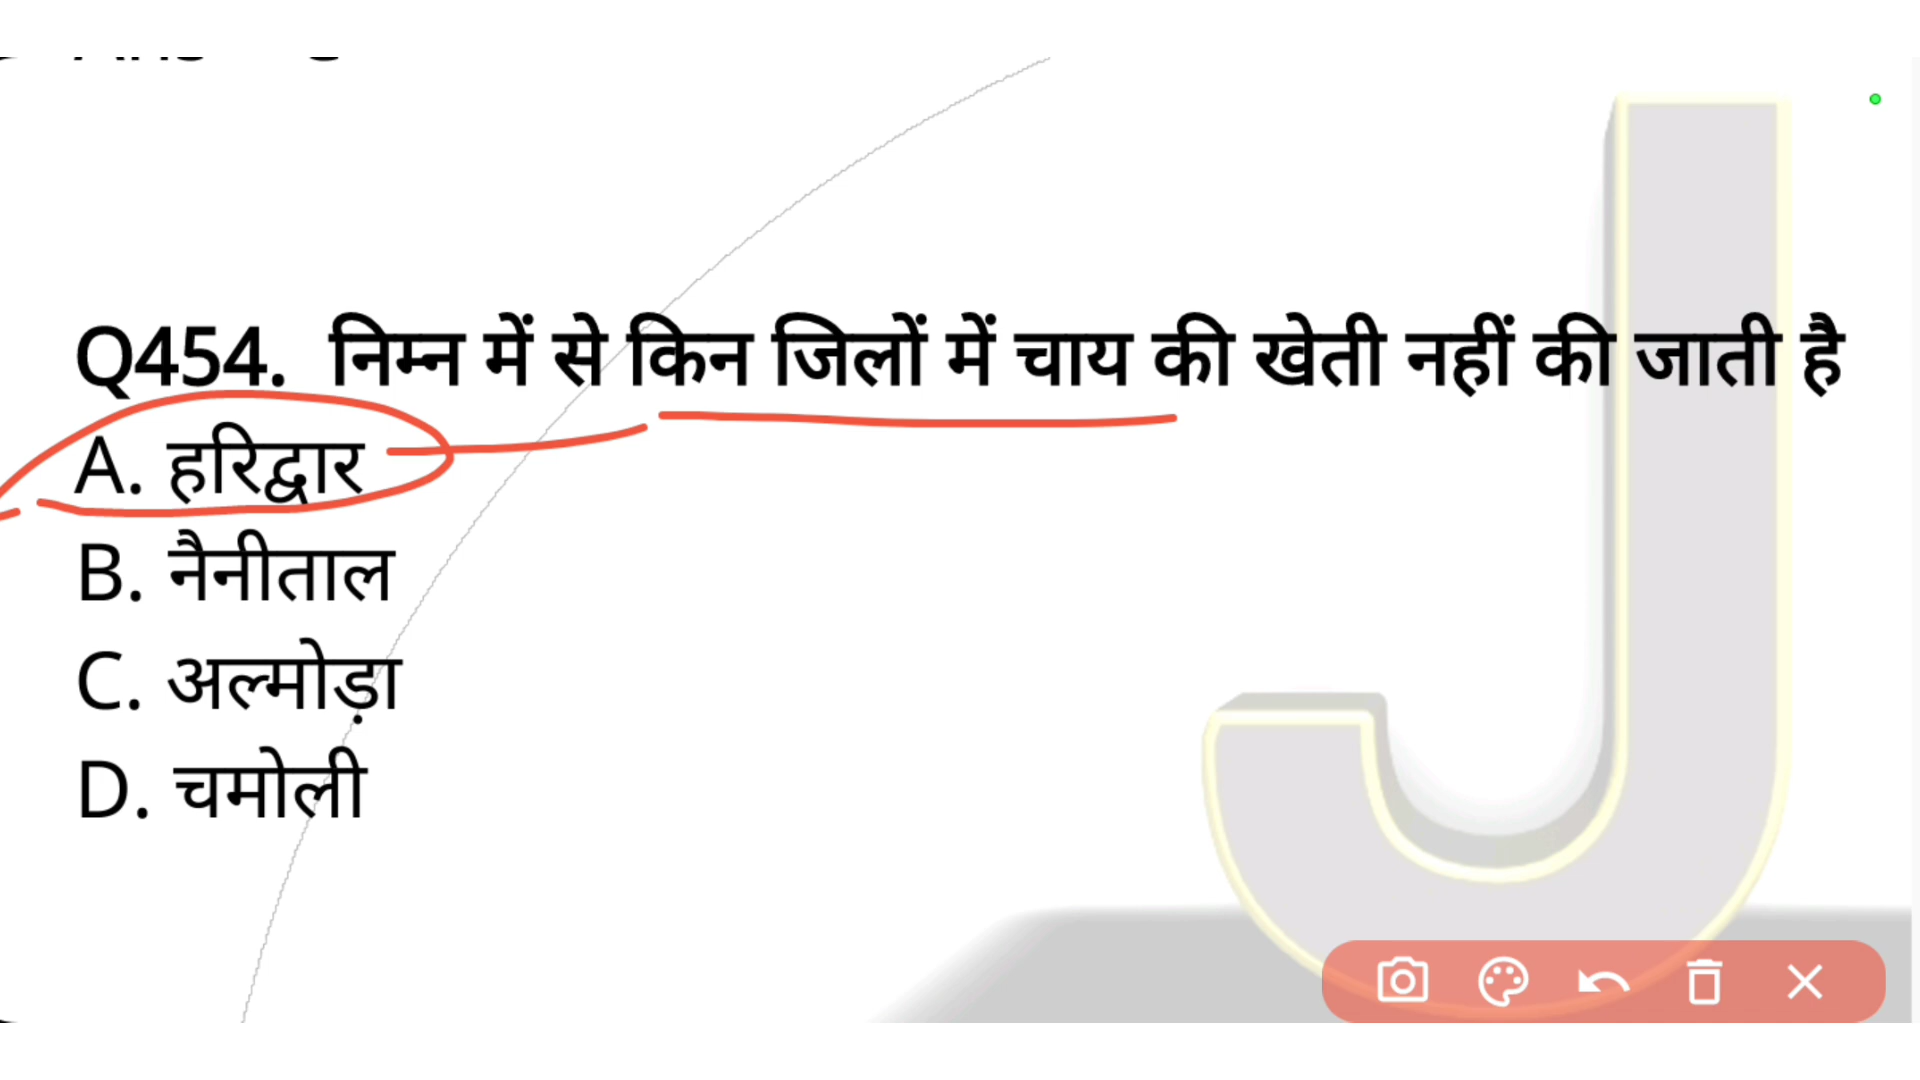 Q454. निम्न में से किन जिलों में चाय की खेती नहीं की जाती है
A. हरिद्वार
B. नैनीताल
C. अल्मोड़ा
D. चमोली
J